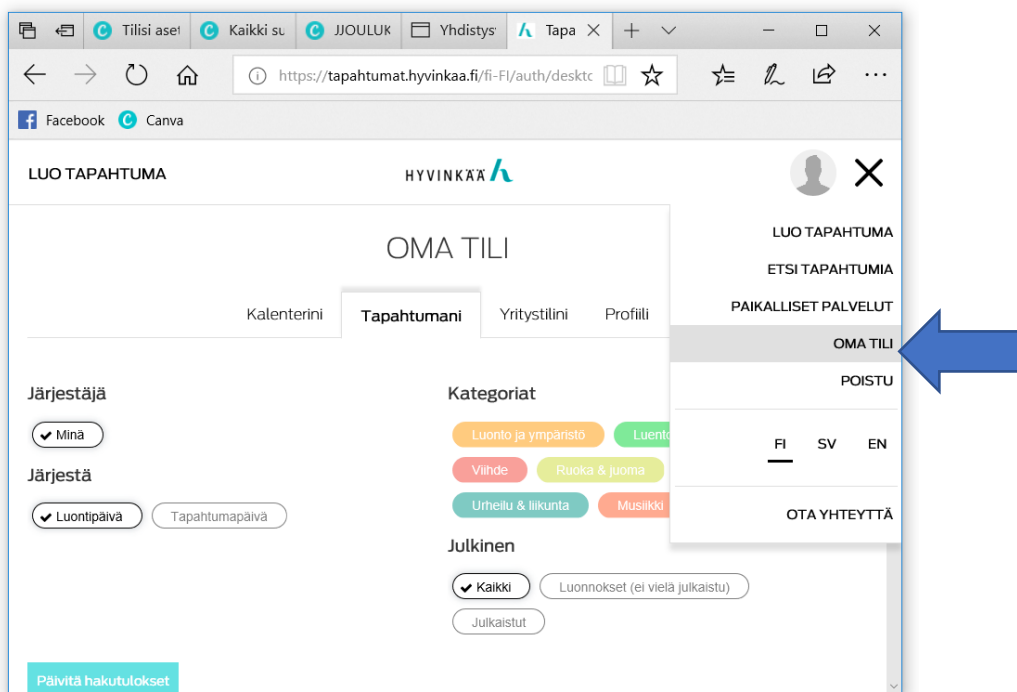 Tilisi aset
Kaikki su
JJOULUK
Yhdistys
Tapa
https://tapahtumat.hyvinkaa.fi/fi-FI/auth/deskto
Facebook
Canva
LUO TAPAHTUMA
HYVINKÄÄ
LUO TAPAHTUMA
ETSI TAPAHTUMIA
PAIKALLISET PALVELUT
OMA TILI
POISTU
FI SV EN
OTA YHTEYTTÄ
OMA TILI
Kalenterini Tapahtumani Yritystilini Profiili
Järjestäjä
Minä
Järjestä
Luontipäivä Tapahtumapäivä
Kategoriat
Luonto ja ympäristö Luento
Viihde Ruoka & juoma
Urheilu & liikunta Musiikki
Julkinen
Kaikki Luonnokset (ei vielä julkaistu)
Julkaistut
Päivitä hakutulokset